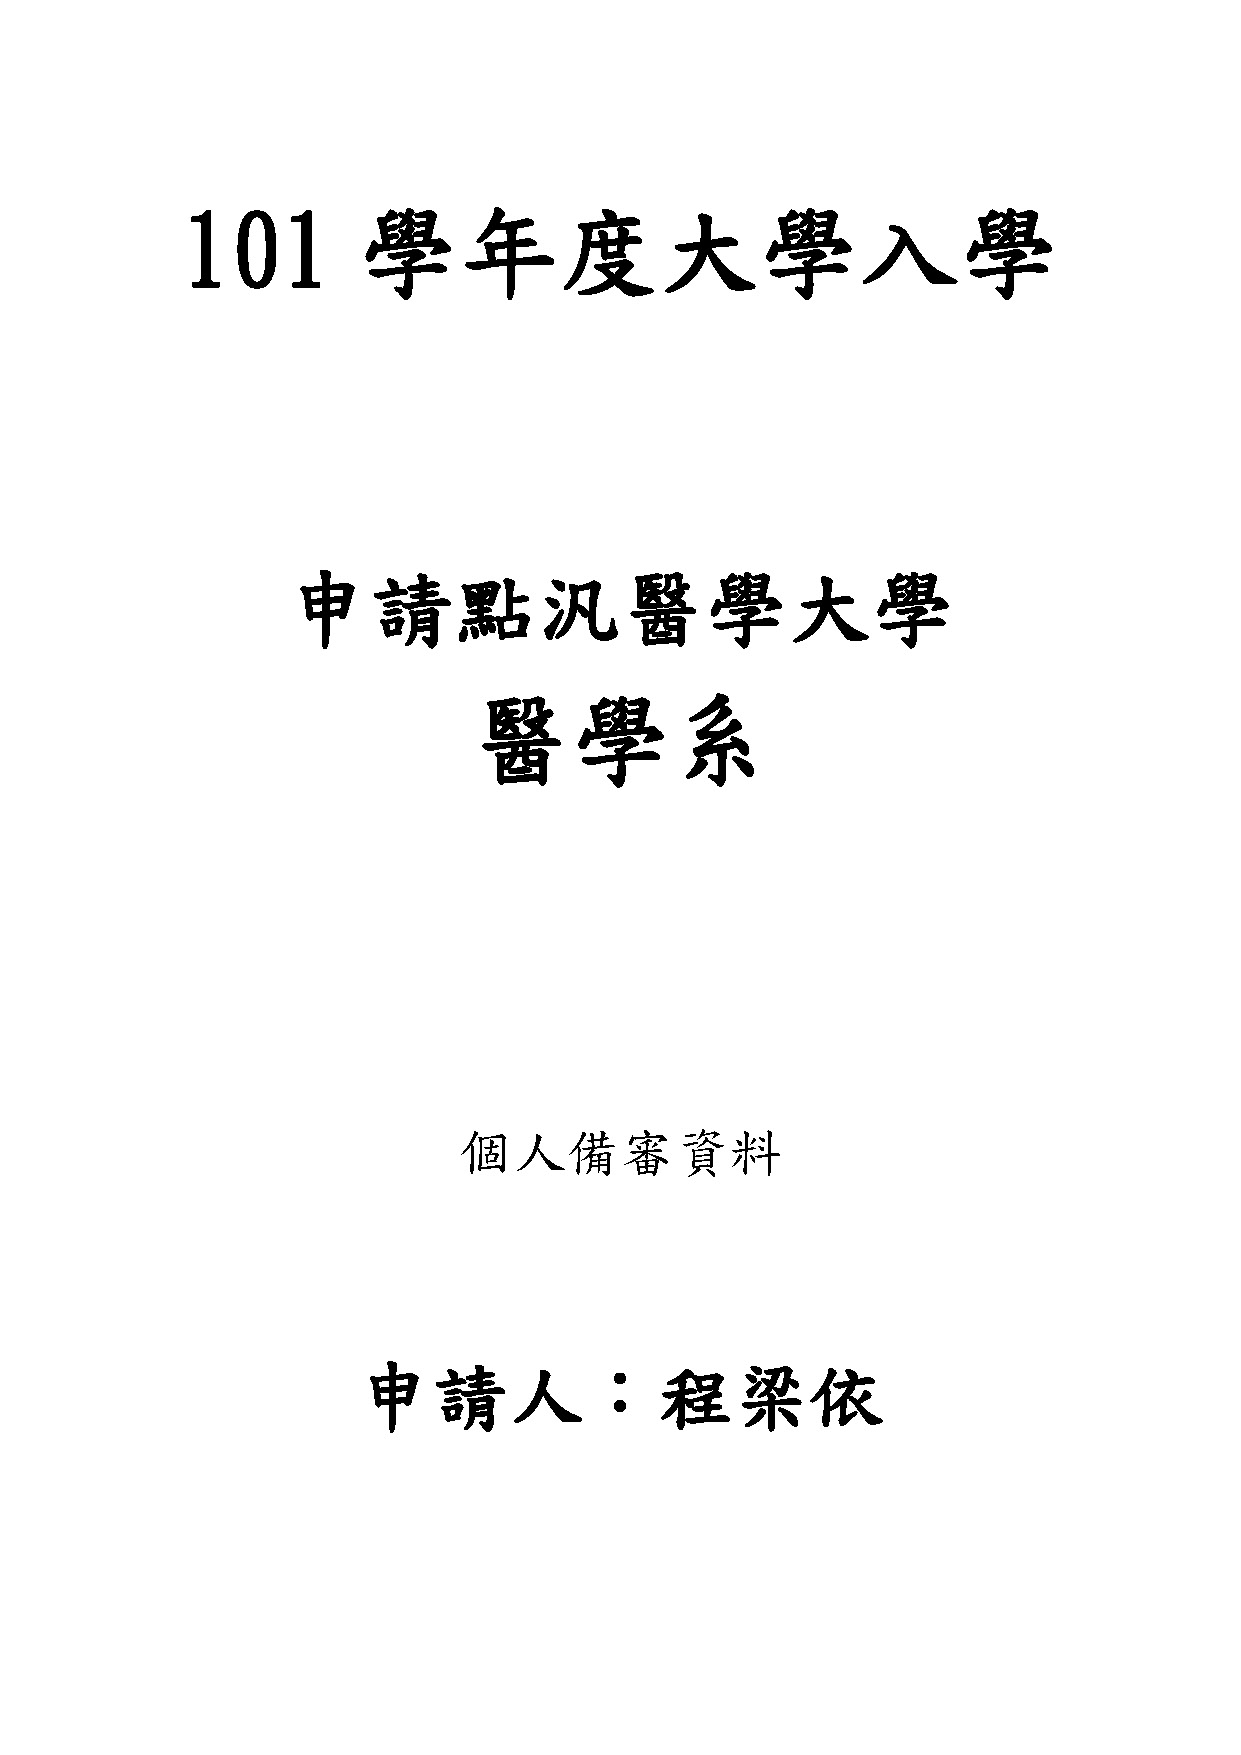 101 學年度大學入學
申請點汎醫學大學
醫學系
個人備審資料
申請人：程梁依